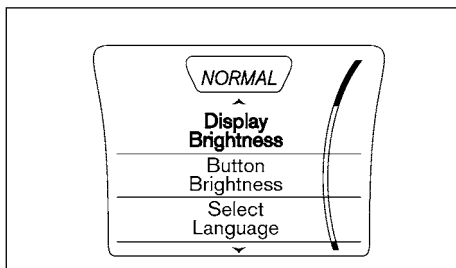 NORMAL
Display
Brightness
Button
Brightness
Select
Language